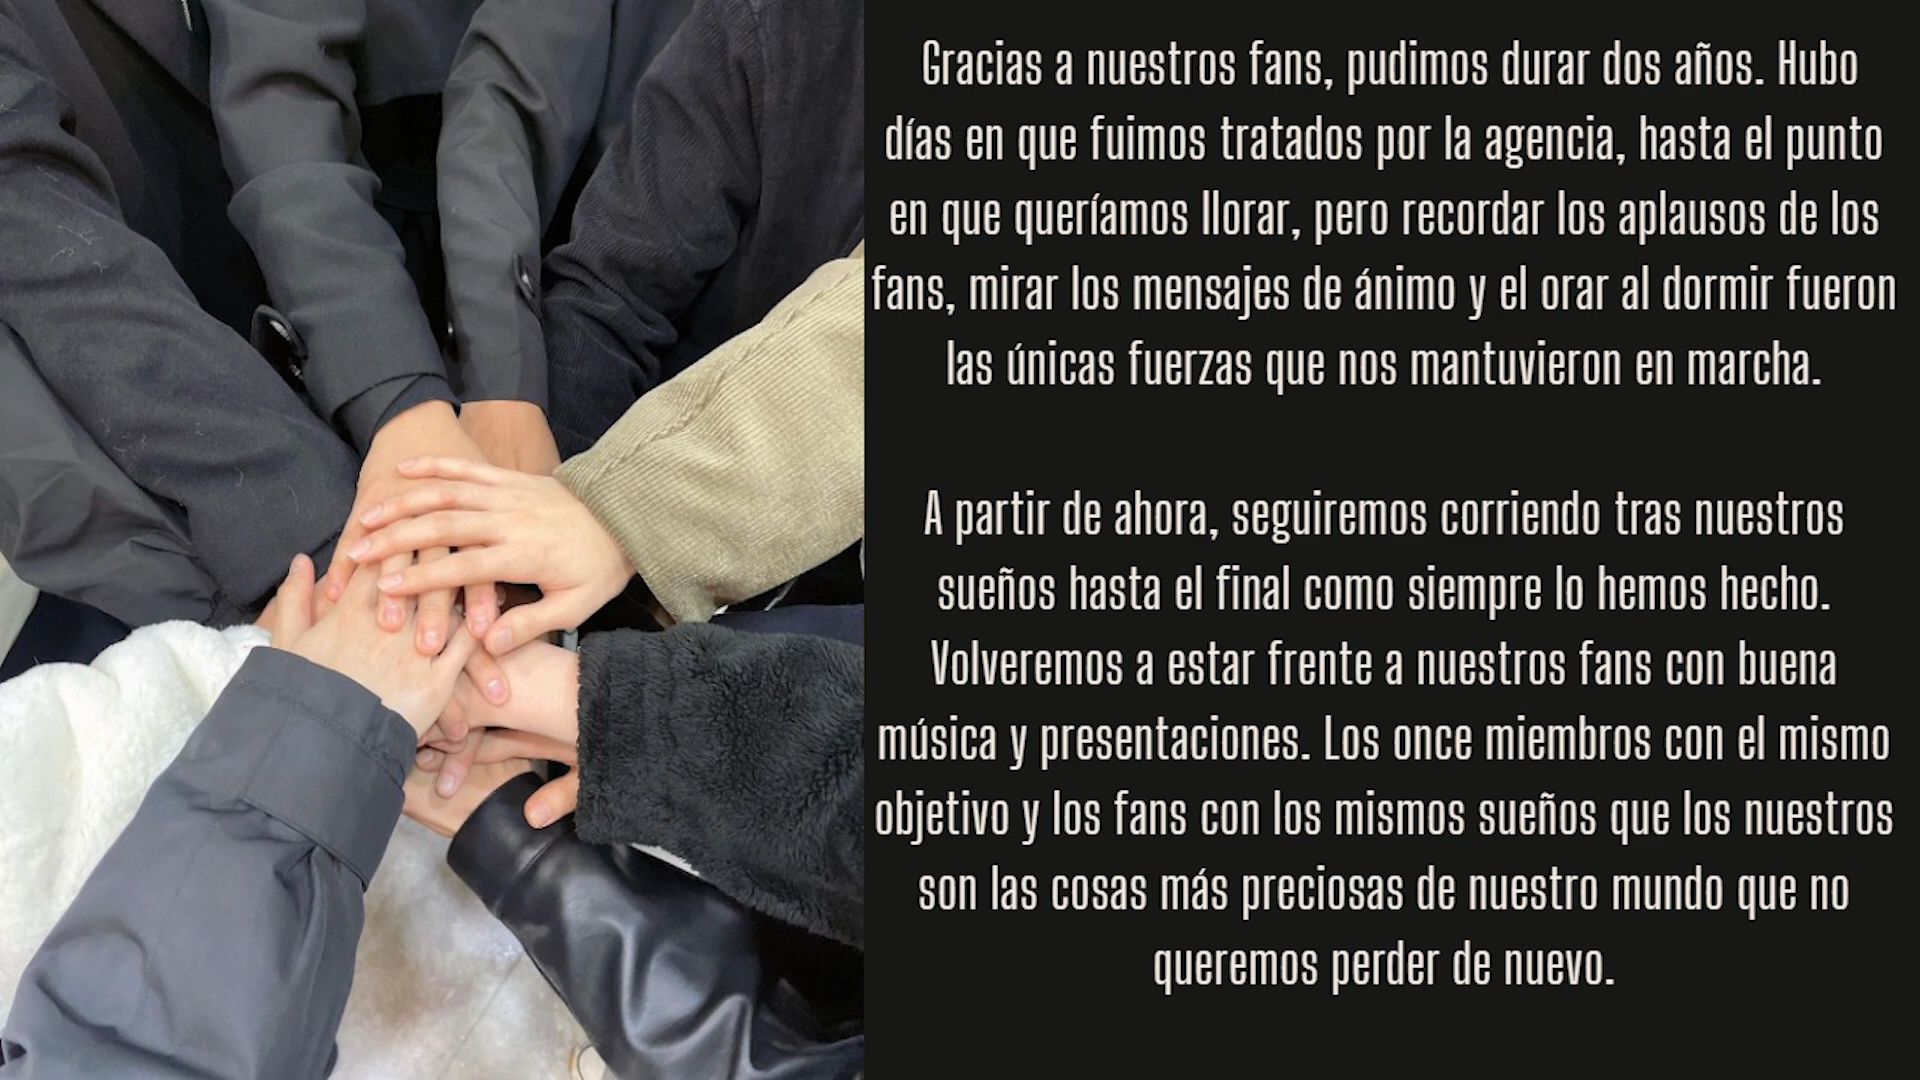 Gracias a nuestros fans, pudimos durar dos años. Hubo
días en que fuimos tratados por la agencia, hasta el punto
en que queríamos llorar, pero recordar los aplausos de los
fans, mirar los mensajes de ánimo y el orar al dormir fueron
las únicas fuerzas que nos mantuvieron en marcha.
A partir de ahora, seguiremos corriendo tras nuestros
sueños hasta el final como siempre lo hemos hecho.
Volveremos a estar frente a nuestros fans con buena
música y presentaciones. Los once miembros con el mismo
objetivo y los fans con los mismos sueños que los nuestros
son las cosas más preciosas de nuestro mundo que no
queremos perder de nuevo.